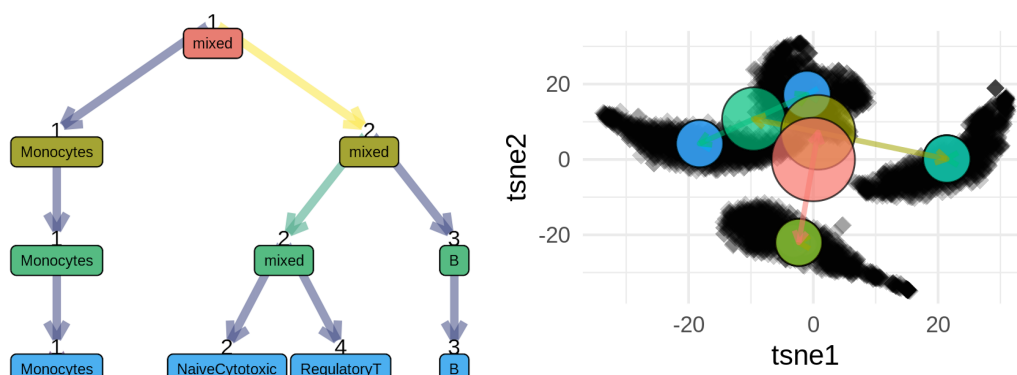 1
mixed
1
Monocytes
2
mixed
1
Monocytes
2
mixed
3
B
1
Monocytes
2
NaiveCytotoxic
4
RegulatoryT
3
B
tsne2
20
0
-20
-20
0
20
tsne1